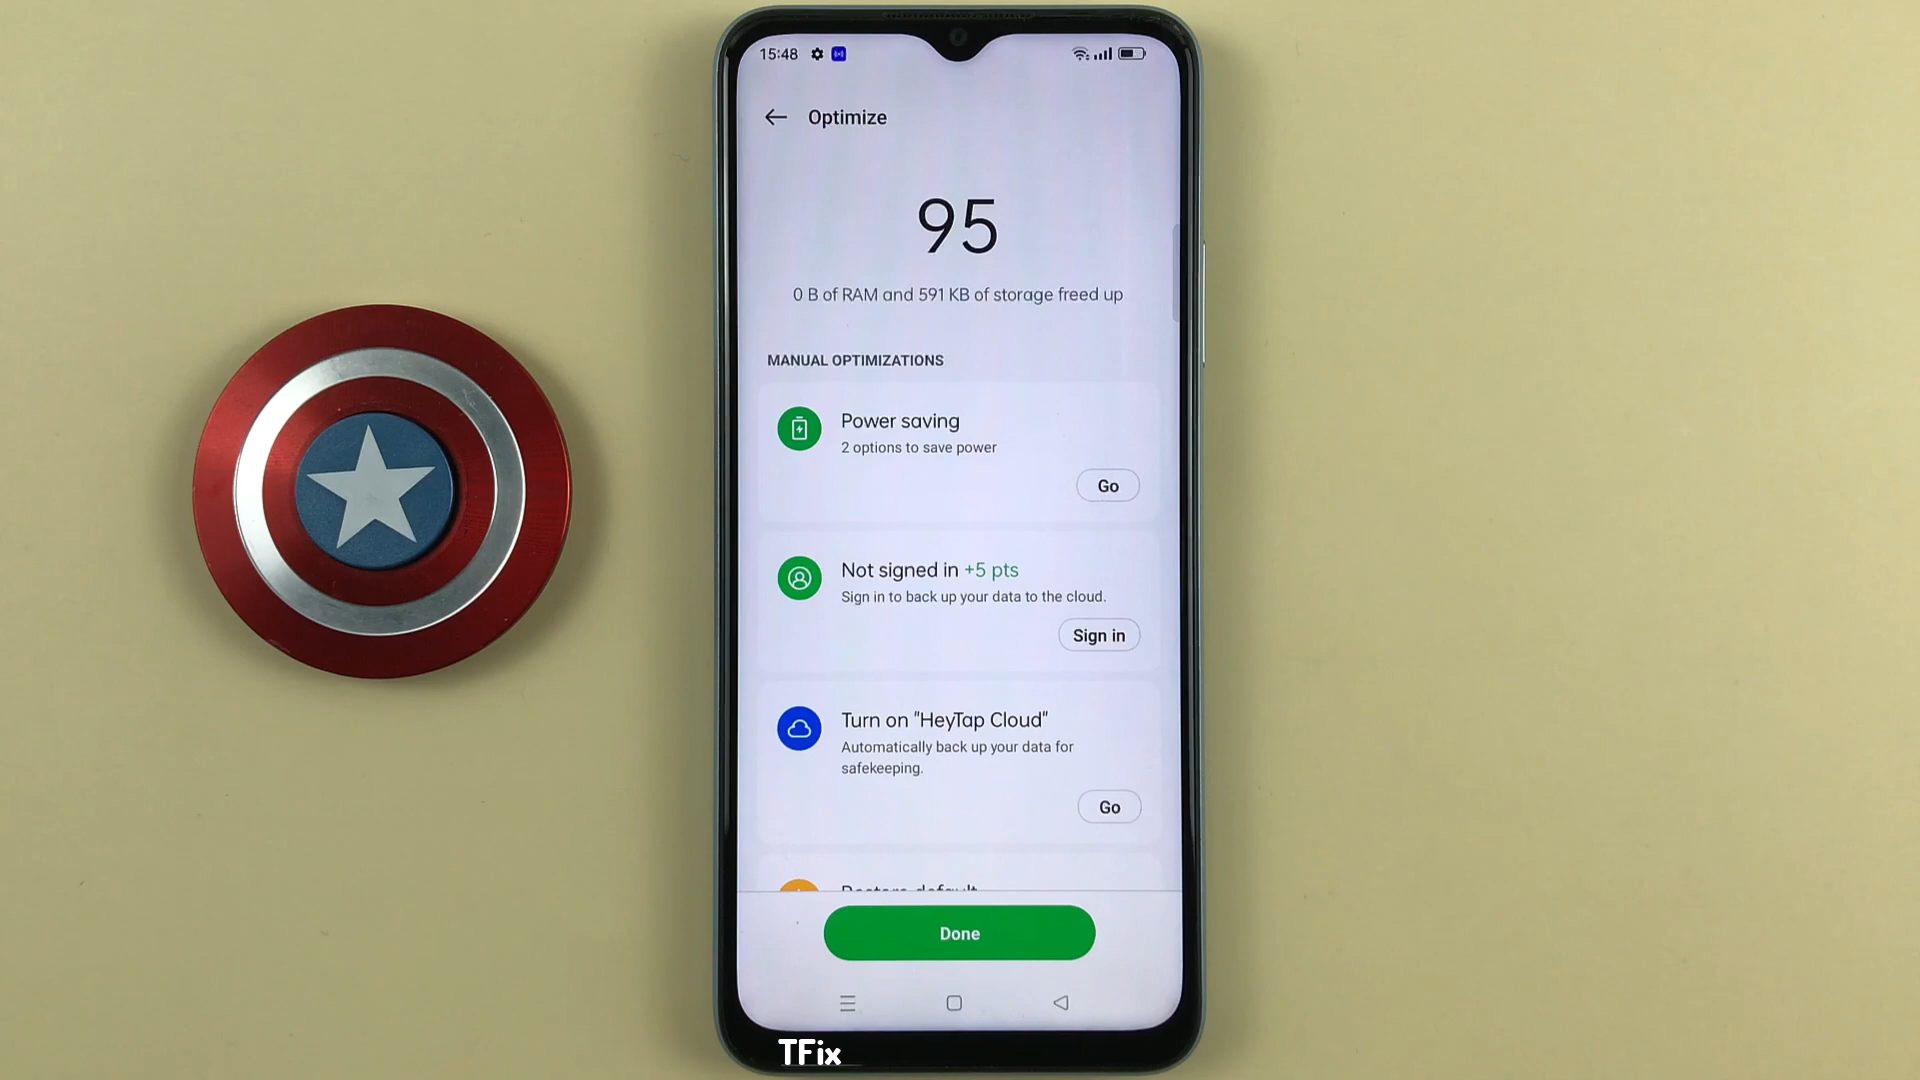 15:48
Optimize
95
0 B of RAM and 591 KB of storage freed up
MANUAL OPTIMIZATIONS
Power saving
2 options to save power
Go
Not signed in +5 pts
Sign in to back up your data to the cloud.
Sign in
Turn on "HeyTap Cloud"
Automatically back up your data for
safekeeping.
Go
Restore default
Done
TFix